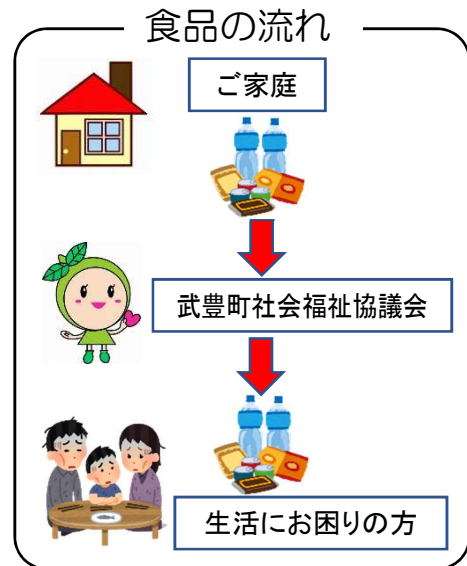 食品の流れ
ご家庭
武豊町社会福祉協議会
生活にお困りの方